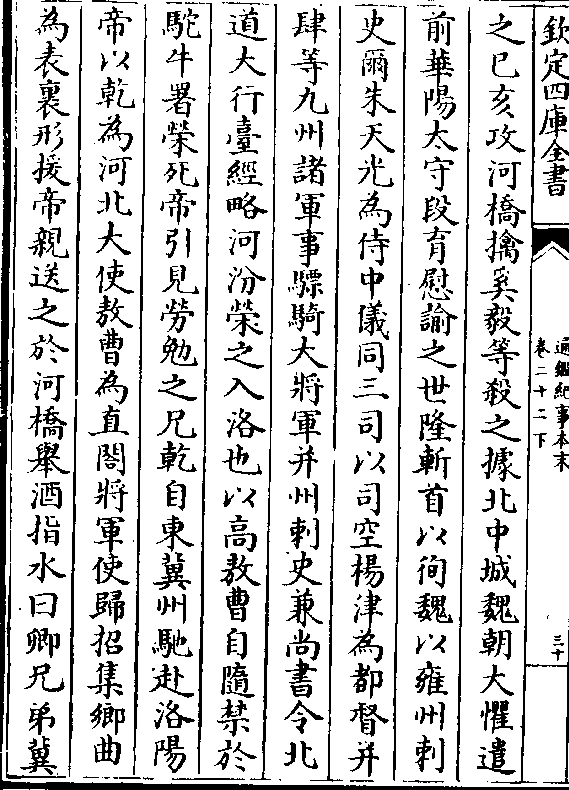 欽定四庫全書
通鑑紀事本末
卷二十二下
三十
之已亥攻河橋擒奚毅等殺之據北中城魏朝大懼遣
前華陽太守段育慰諭之世隆斬首以徇魏以雍州刺
史爾朱天光為侍中儀同三司以司空楊津為都督并
肆等九州諸軍事驃騎大將軍并州刺史兼尚書令北
道大行臺經略河汾榮之入洛也以高敖曹自隨禁於
駝牛署榮死帝引見勞勉之兄乾自東冀州馳赴洛陽
帝以乾為河北大使敖曹為直閤將軍使歸招集鄉曲
為表裏形援帝親送之於河橋舉酒指水曰卿兄弟冀